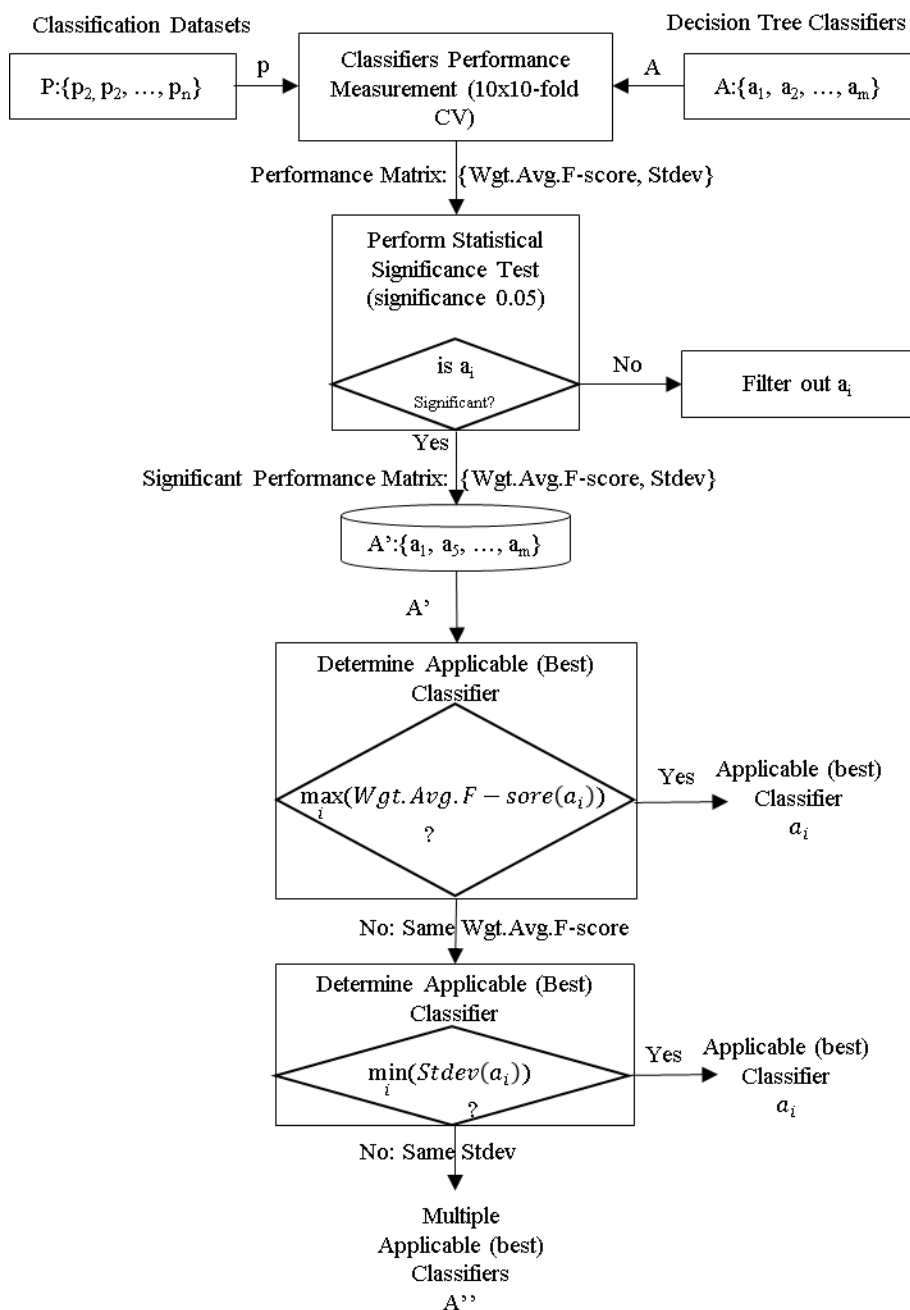 Classification Datasets
Decision Tree Classifiers
P:{p2, p2, …, pn}
p
Classifiers Performance
Measurement (10x10-fold
CV)
A
A:{a1, a2, …, am}
Performance Matrix: {Wgt.Avg.F-score, Stdev}
Perform Statistical
Significance Test
(significance 0.05)
is ai
Significant?
No
Filter out ai
Yes
Significant Performance Matrix: {Wgt.Avg.F-score, Stdev}
A’:{a1, a5, …, am}
A’
Determine Applicable (Best)
Classifier
max(Wgt.Avg.F − sore(ai))
i
?
Yes
Applicable (best)
Classifier
ai
No: Same Wgt.Avg.F-score
Determine Applicable (Best)
Classifier
min(Stdev(ai))
i
?
Yes
Applicable (best)
Classifier
ai
No: Same Stdev
Multiple
Applicable (best)
Classifiers
A’’